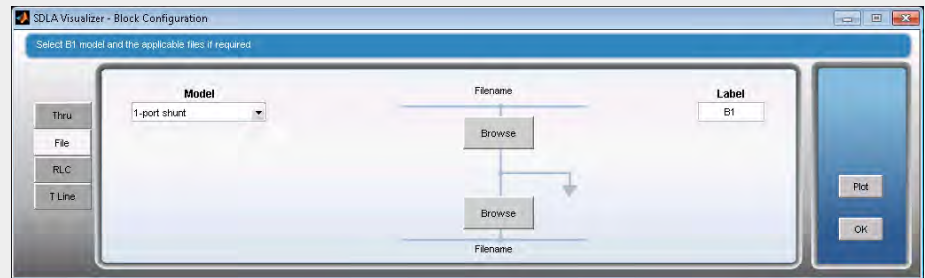 SDLA Visualizer - Block Configuration
Select B1 model and the applicable files if required
Thru
File
RLC
T Line
Model
1-port shunt
Filename
Browse
Browse
Filename
Label
B1
Plot
OK